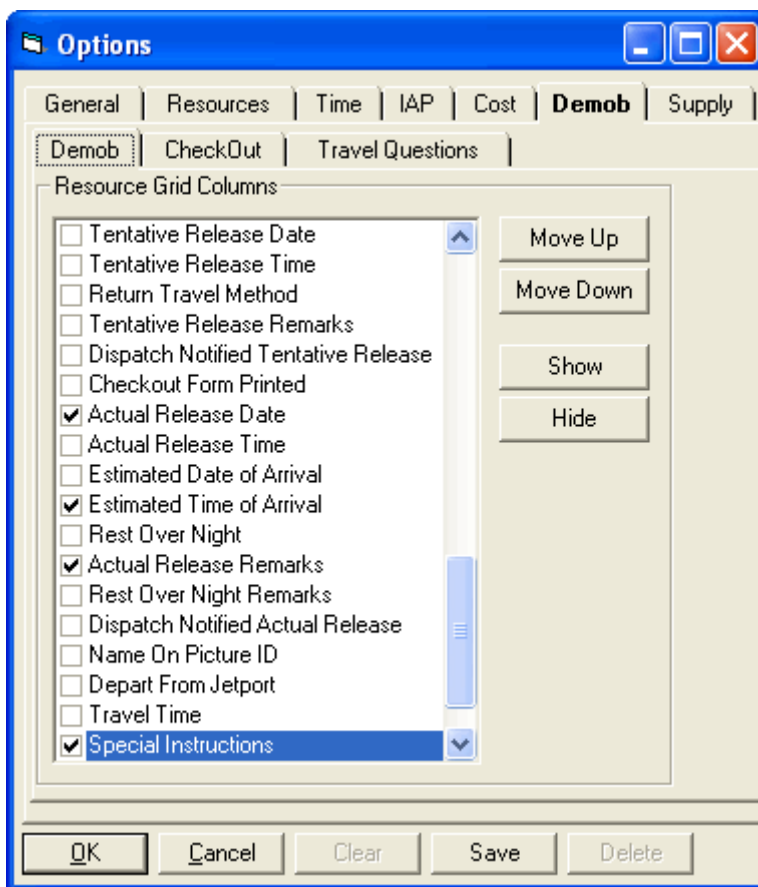 Options
General Resources Time IAP Cost Demob Supply
Demob CheckOut Travel Questions
Resource Grid Columns
Tentative Release Date
Tentative Release Time
Return Travel Method
Tentative Release Remarks
Dispatch Notified Tentative Release
Checkout Form Printed
Actual Release Date
Actual Release Time
Estimated Date of Arrival
Estimated Time of Arrival
Rest Over Night
Actual Release Remarks
Rest Over Night Remarks
Dispatch Notified Actual Release
Name On Picture ID
Depart From Jetport
Travel Time
Special Instructions
Move Up
Move Down
Show
Hide
OK Cancel Clear Save Delete